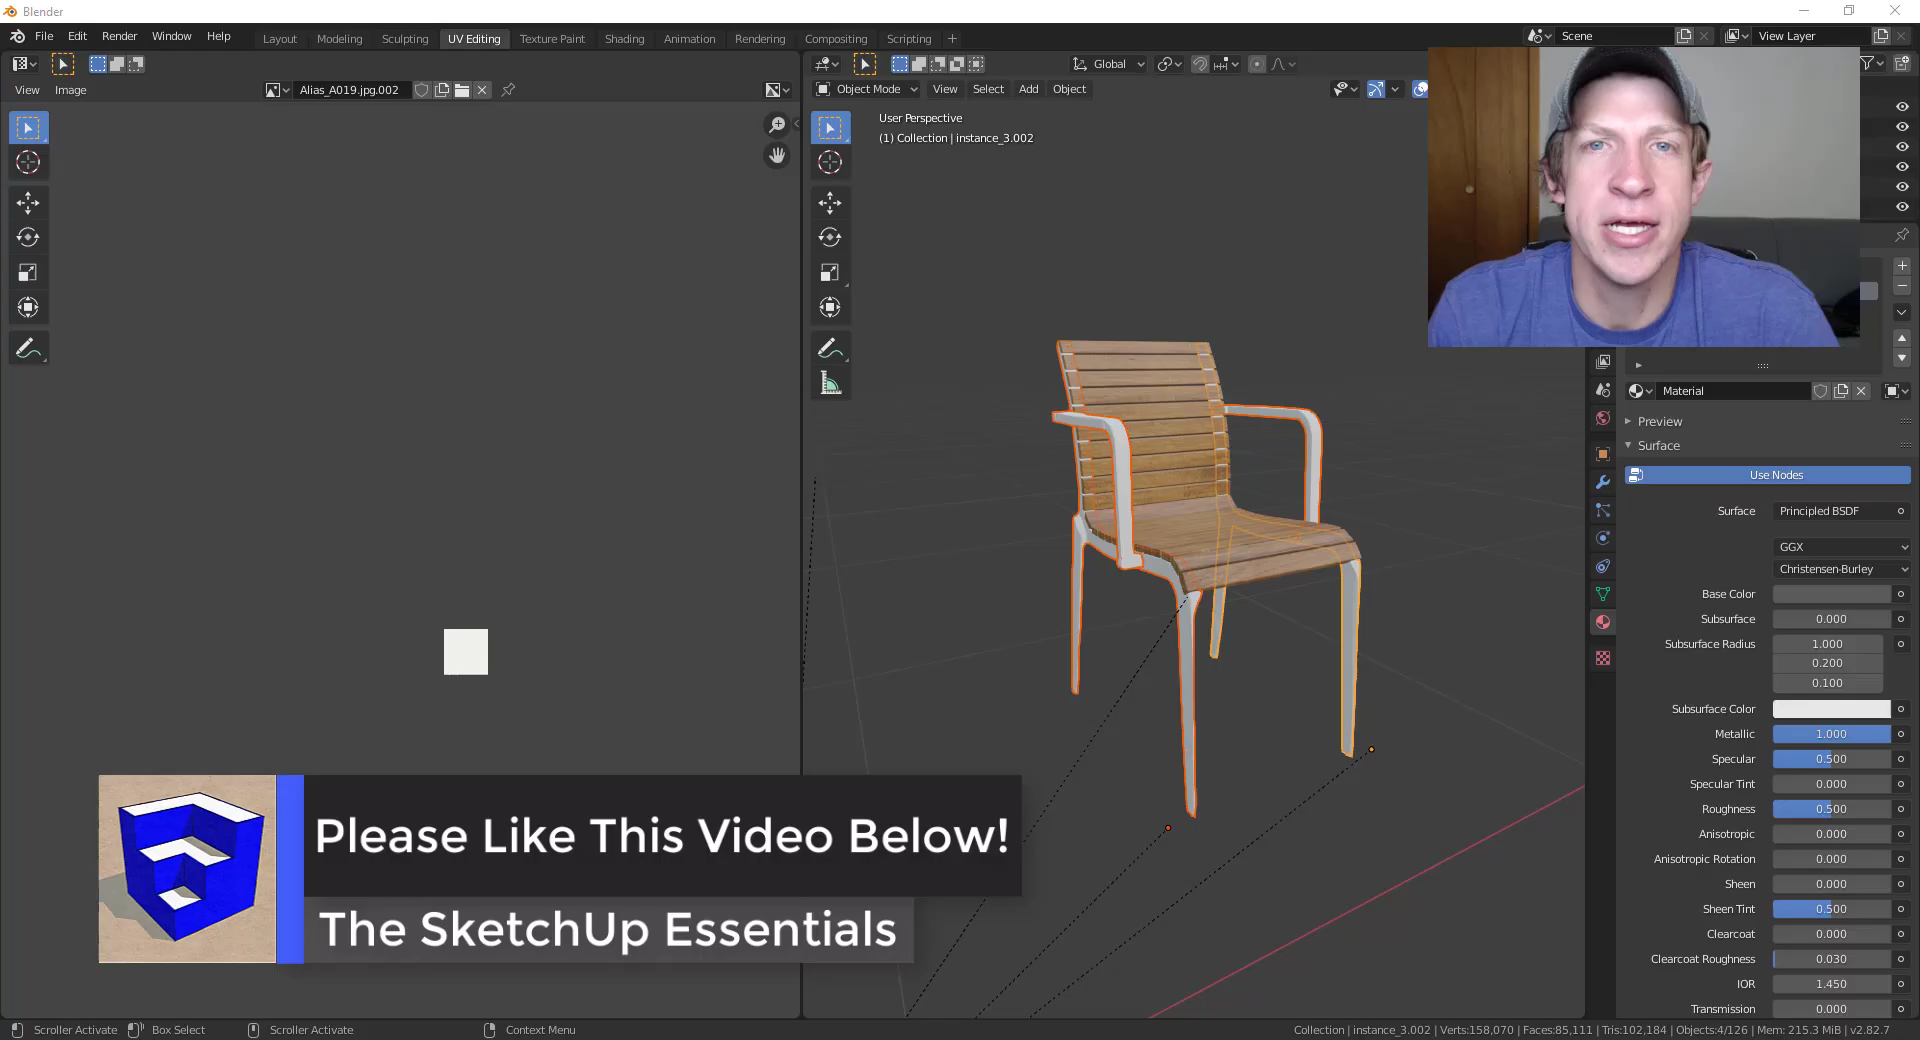 Blender
File Edit Render Window Help
Layout Modeling Sculpting UV Editing Texture Paint Shading Animation Rendering Compositing Scripting
Scene
View Layer
Global
View Image
Alias_A019.jpg.002
Object Mode View Select Add Object
User Perspective
(1) Collection | instance_3.002
Material
Preview
Surface
Use Nodes
Surface Principled BSDF
GGX
Christensen-Burley
Base Color
Subsurface 0.000
Subsurface Radius 1.000
0.200
0.100
Subsurface Color
Metallic 1.000
Specular 0.500
Specular Tint 0.000
Roughness 0.500
Anisotropic 0.000
Anisotropic Rotation 0.000
Sheen 0.000
Sheen Tint 0.500
Clearcoat 0.000
Clearcoat Roughness 0.030
IOR 1.450
Transmission 0.000
Please Like This Video Below!
The SketchUp Essentials
Scroller Activate Box Select Scroller Activate Context Menu
Collection | instance_3.002 | Verts:158,070 | Faces:85,111 | Tris:102,184 | Objects:4/126 | Mem: 215.3 MiB | v2.82.7